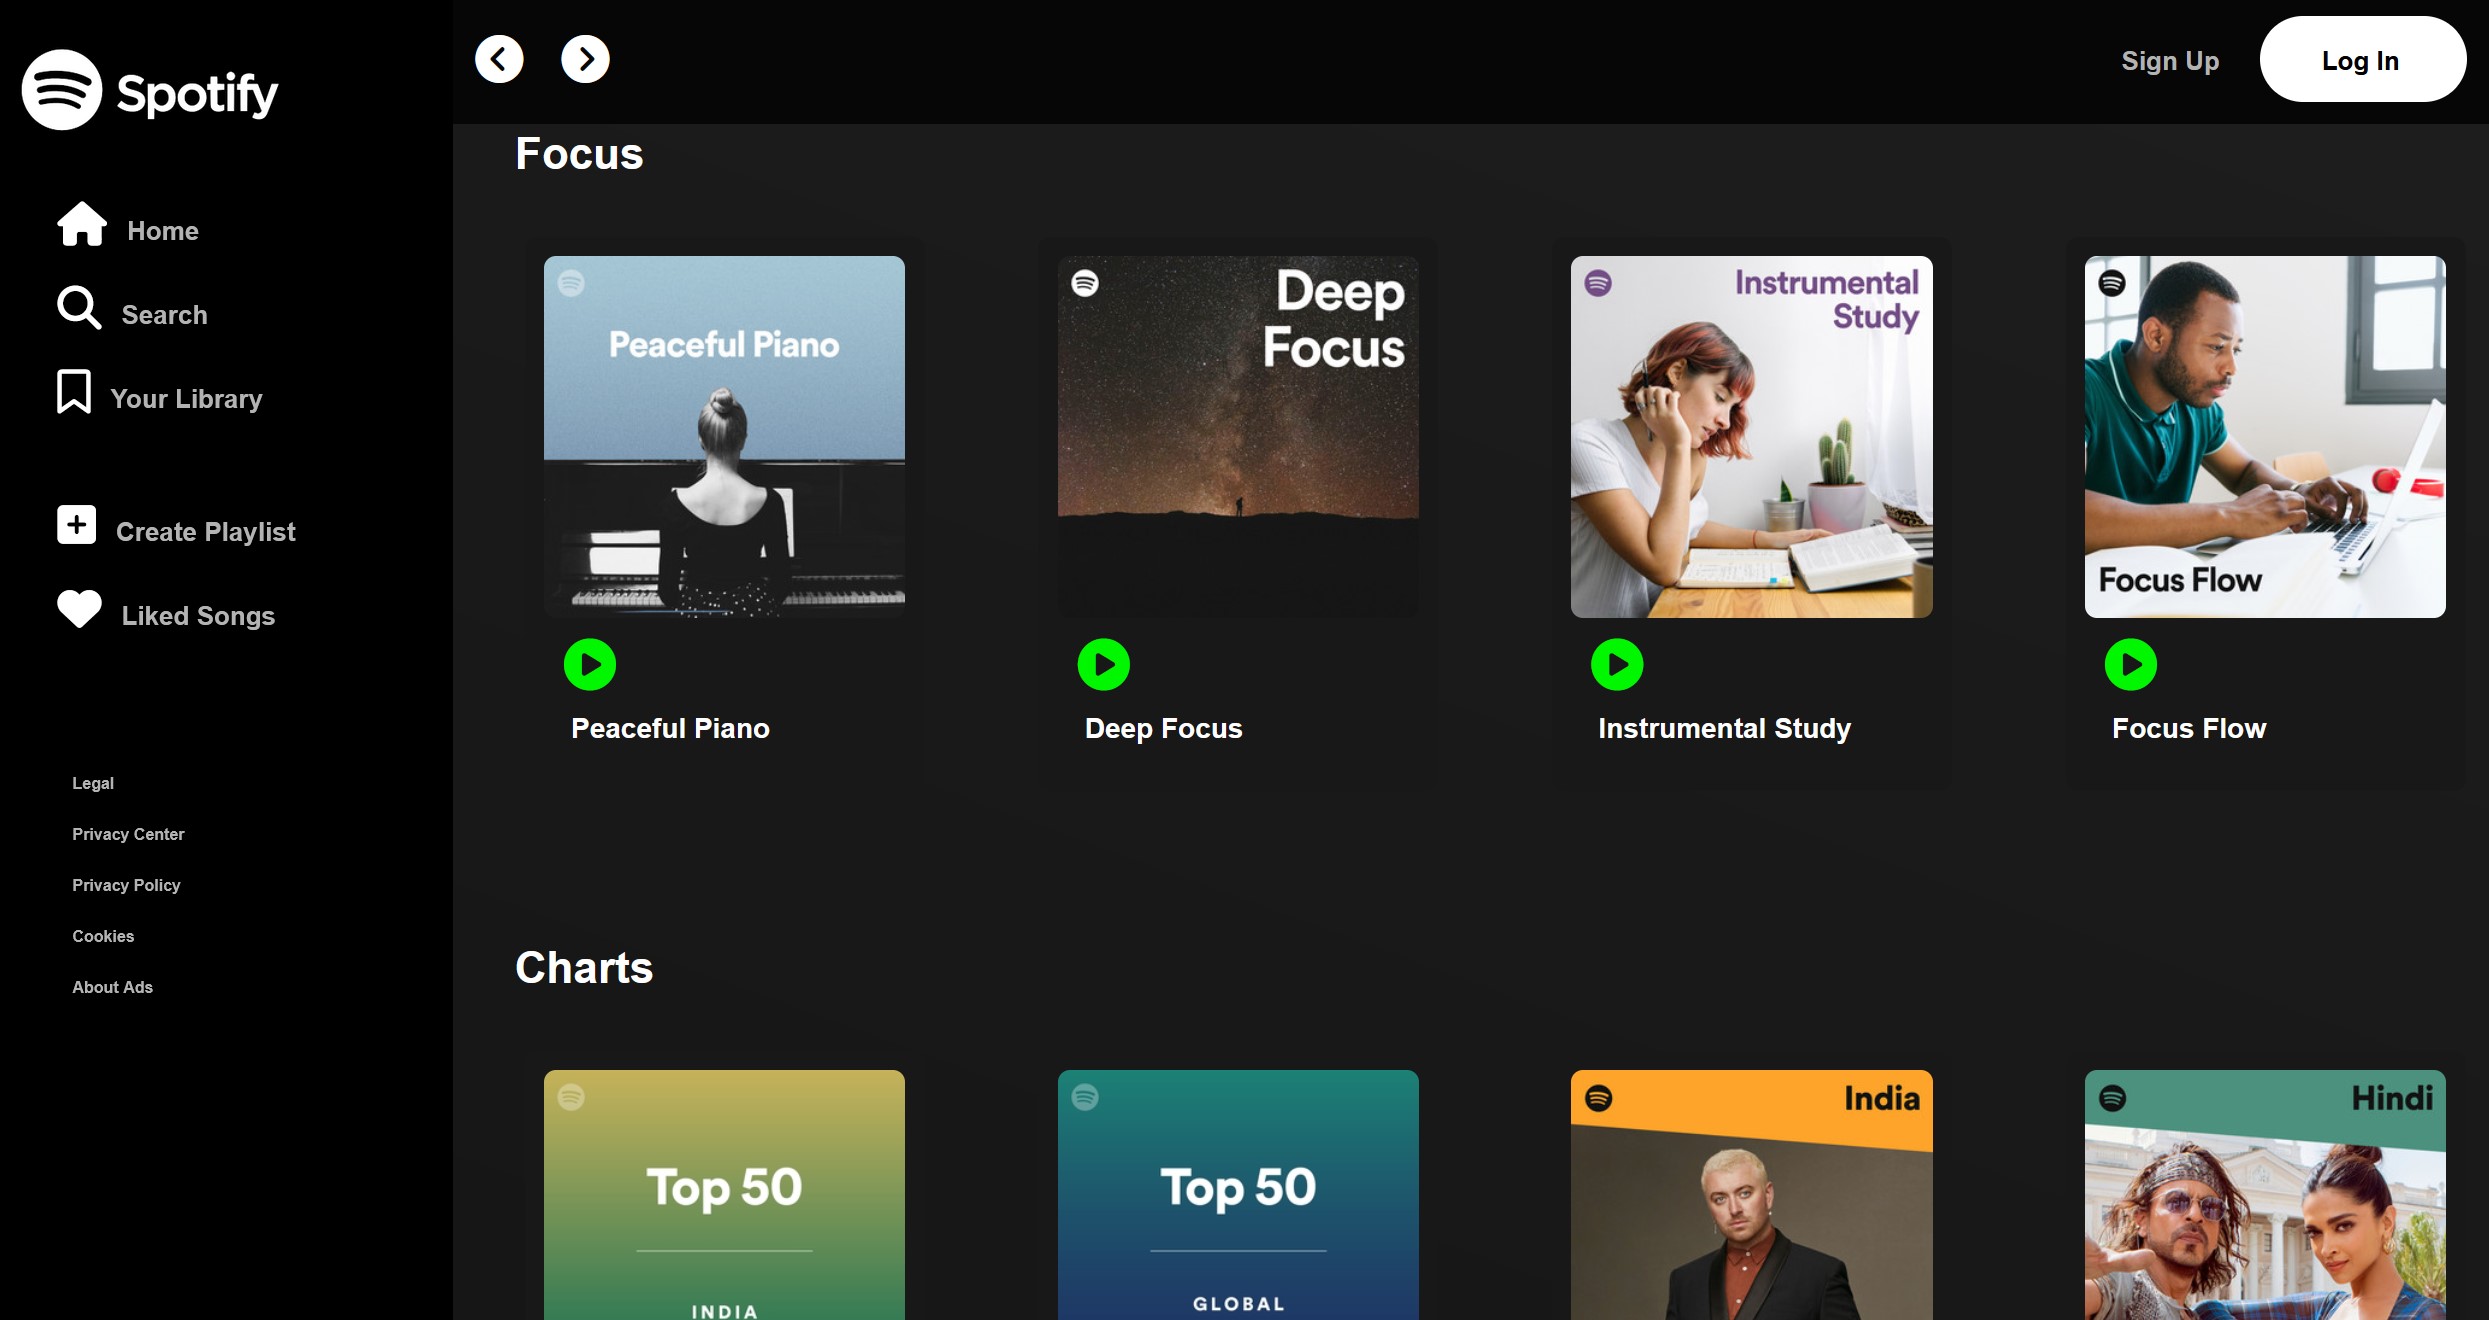 Spotify
Home
Search
Your Library
Create Playlist
Liked Songs
Legal
Privacy Center
Privacy Policy
Cookies
About Ads
Sign Up
Log In
Focus
Peaceful Piano
Deep
Focus
Instrumental
Study
Focus Flow
Peaceful Piano
Deep Focus
Instrumental Study
Focus Flow
Charts
Top 50
INDIA
Top 50
GLOBAL
India
Hindi